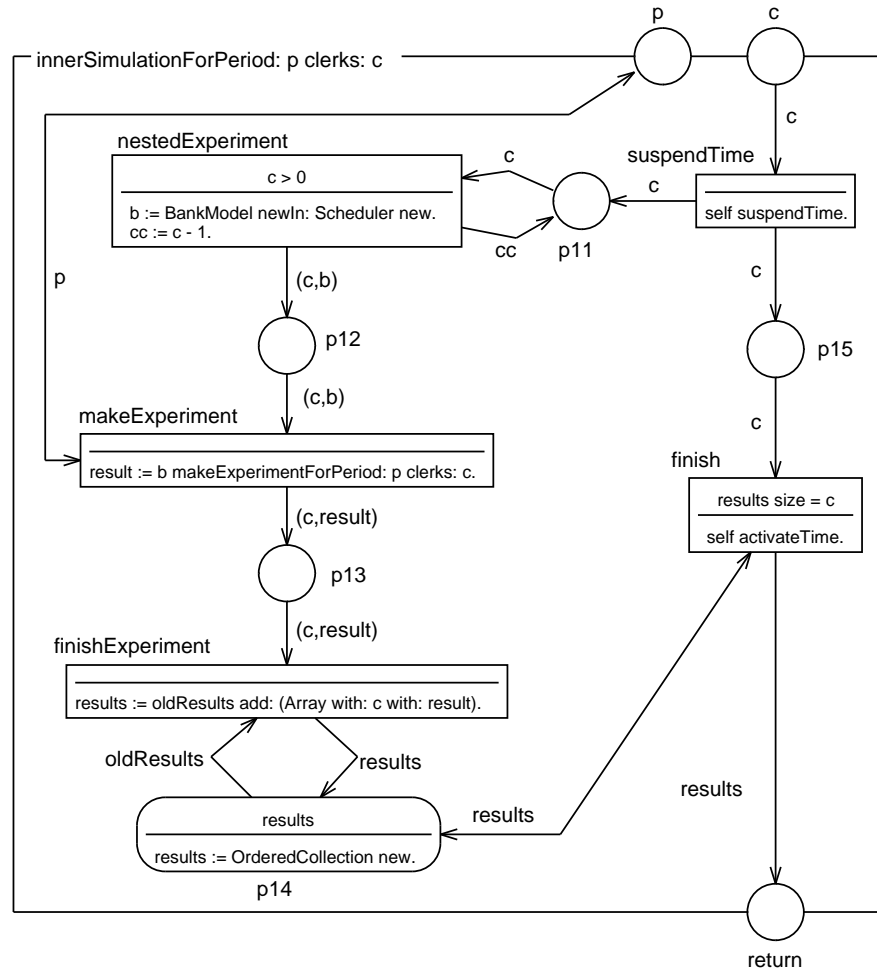 p
c
innerSimulationForPeriod: p clerks: c
c
nestedExperiment
suspendTime
c > 0
c
c
b := BankModel newIn: Scheduler new.
cc := c - 1.
self suspendTime.
cc
p11
p
(c,b)
c
p12
p15
(c,b)
makeExperiment
c
finish
result := b makeExperimentForPeriod: p clerks: c.
results size = c
(c,result)
self activateTime.
p13
(c,result)
finishExperiment
results := oldResults add: (Array with: c with: result).
oldResults
results
results
results
results
results := OrderedCollection new.
p14
return